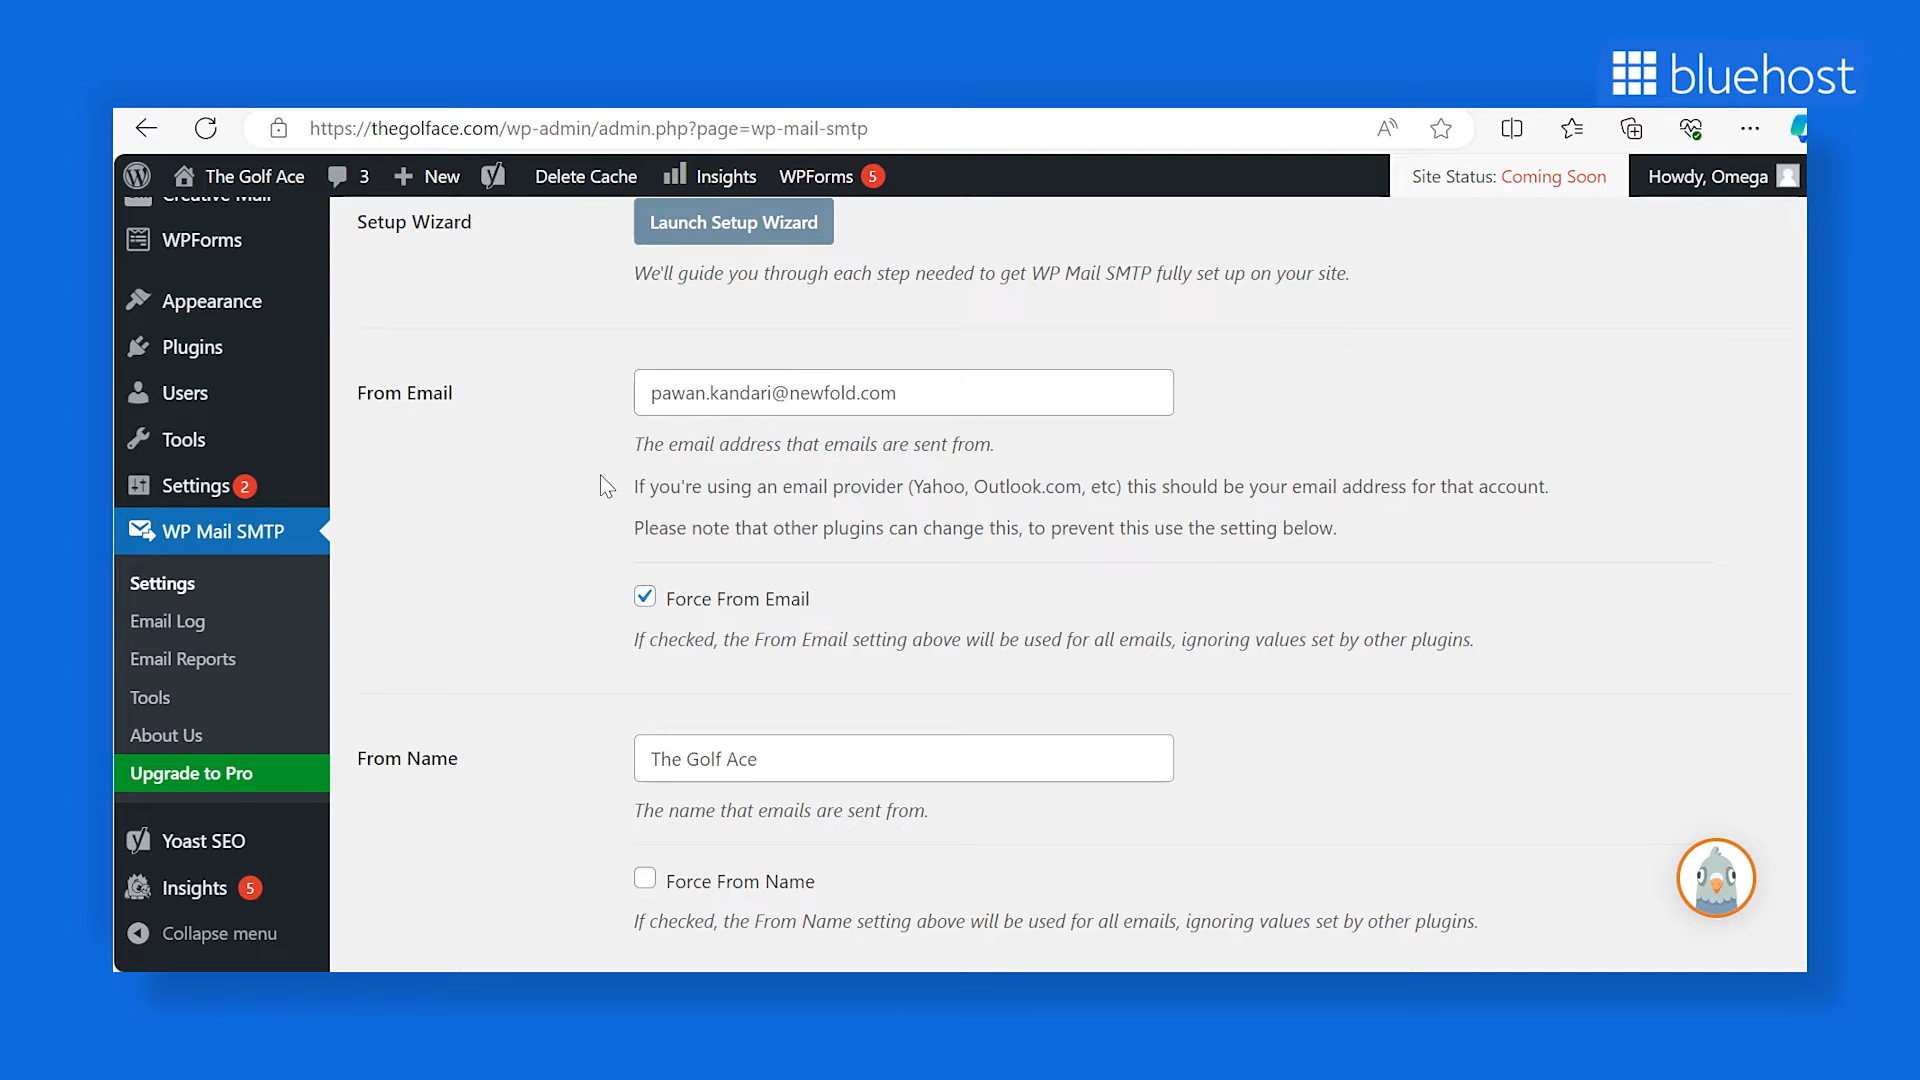 bluehost
https://thegolface.com/wp-admin/admin.php?page=wp-mail-smtp
The Golf Ace
3
New
Delete Cache
Insights
WPForms 5
Site Status: Coming Soon
Howdy, Omega
Creative Mail
WPForms
Appearance
Plugins
Users
Tools
Settings 2
WP Mail SMTP
Settings
Email Log
Email Reports
Tools
About Us
Upgrade to Pro
Yoast SEO
Insights 5
Collapse menu
Setup Wizard
Launch Setup Wizard
We'll guide you through each step needed to get WP Mail SMTP fully set up on your site.
From Email
pawan.kandari@newfold.com
The email address that emails are sent from.
If you're using an email provider (Yahoo, Outlook.com, etc) this should be your email address for that account.
Please note that other plugins can change this, to prevent this use the setting below.
Force From Email
If checked, the From Email setting above will be used for all emails, ignoring values set by other plugins.
From Name
The Golf Ace
The name that emails are sent from.
Force From Name
If checked, the From Name setting above will be used for all emails, ignoring values set by other plugins.